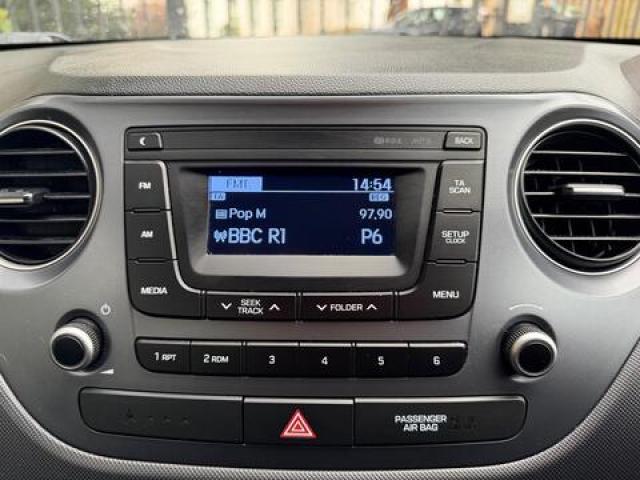 BACK
FM1 14:54
FM
TA SCAN
Pop M 97.90
BBC R1 P6
AM
SETUP CLOCK
MEDIA
SEEK TRACK
FOLDER
MENU
1 RPT 2 RDM 3 4 5 6
PASSENGER AIR BAG